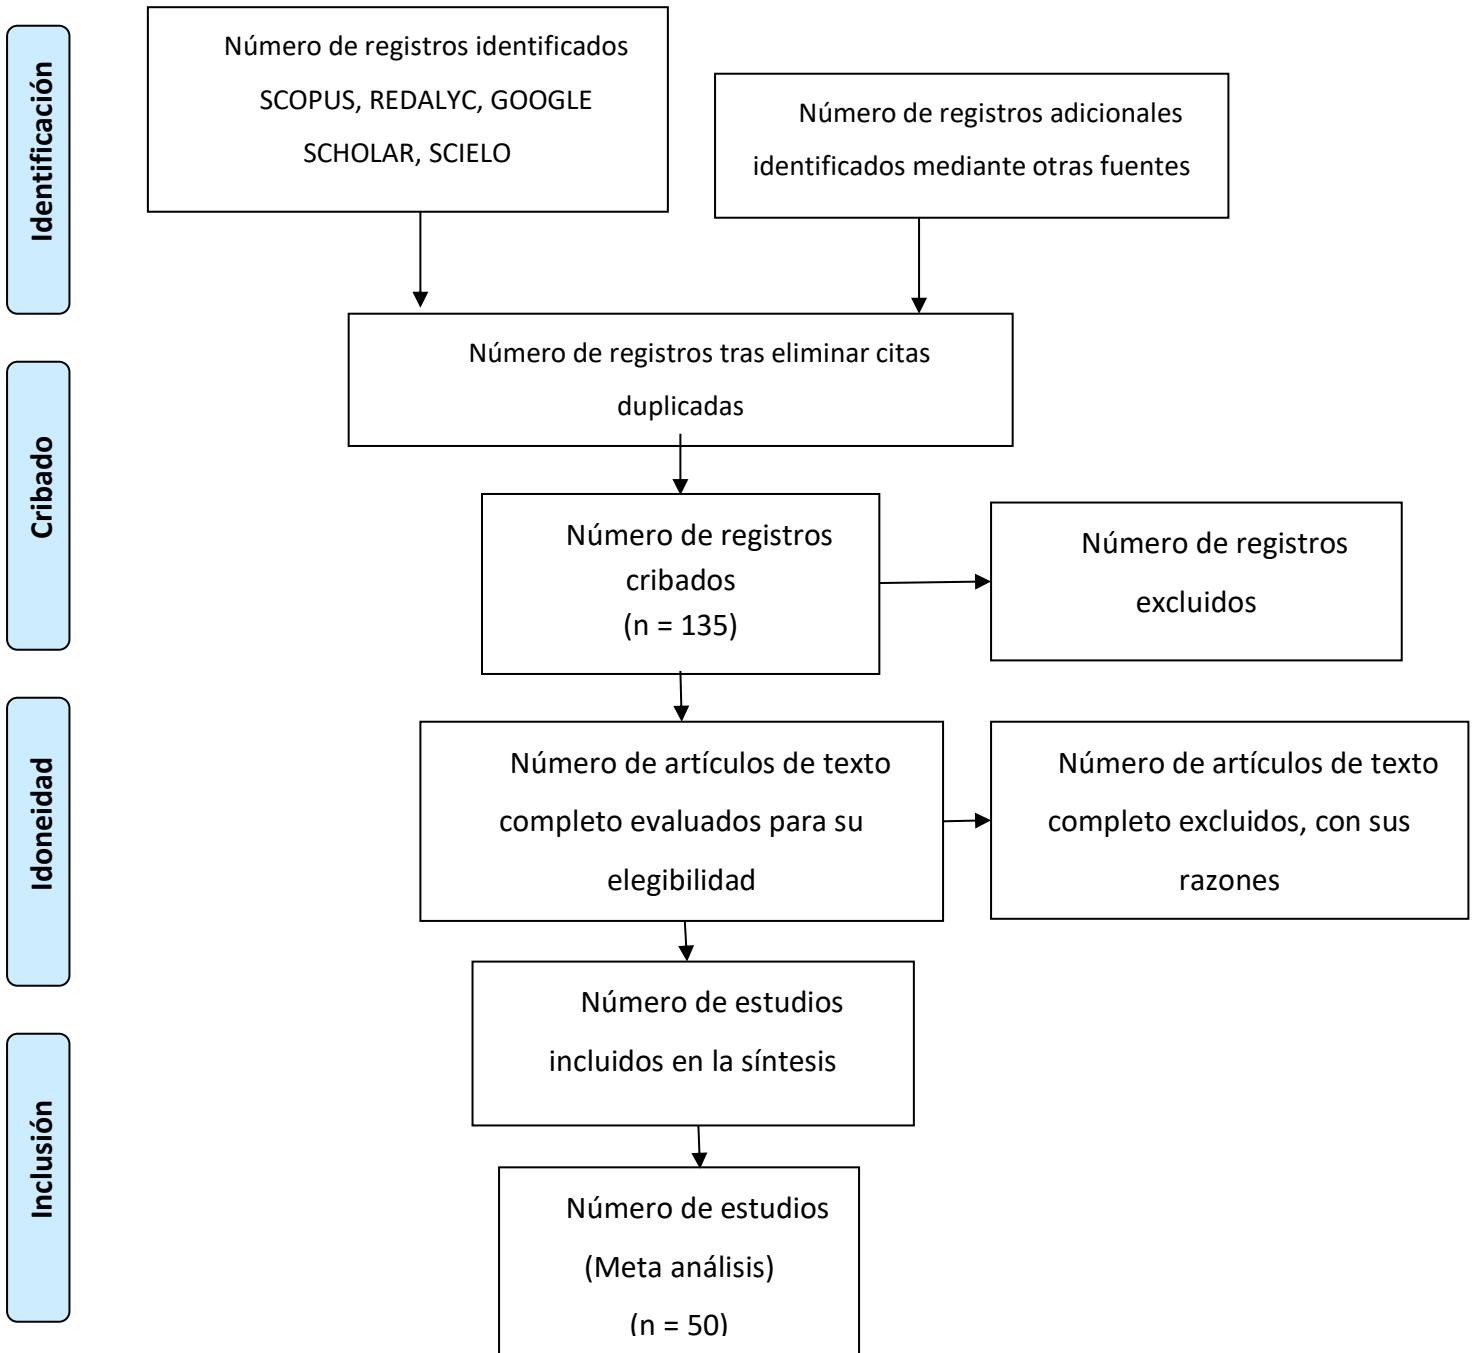 Identificación
Número de registros identificados
SCOPUS, REDALYC, GOOGLE
SCHOLAR, SCIELO
Número de registros adicionales
identificados mediante otras fuentes
Número de registros tras eliminar citas
duplicadas
Cribado
Número de registros
cribados
(n = 135)
Número de registros
excluidos
Idoneidad
Número de artículos de texto
completo evaluados para su
elegibilidad
Número de artículos de texto
completo excluidos, con sus
razones
Inclusión
Número de estudios
incluidos en la síntesis
Número de estudios
(Meta análisis)
(n = 50)